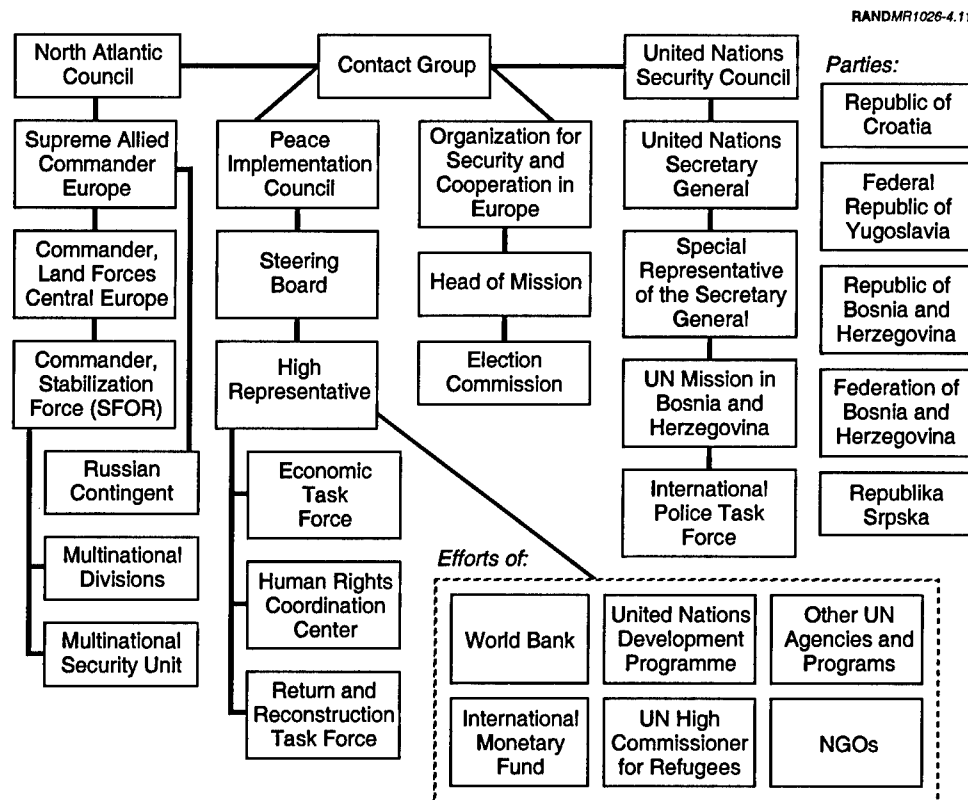 RANDMR1026-4.11
North Atlantic
Council
Contact Group
United Nations
Security Council
Parties:
Republic of
Croatia
Federal
Republic of
Yugoslavia
Republic of
Bosnia and
Herzegovina
Federation of
Bosnia and
Herzegovina
Republika
Srpska
Supreme Allied
Commander
Europe
Commander,
Land Forces
Central Europe
Commander,
Stabilization
Force (SFOR)
Russian
Contingent
Multinational
Divisions
Multinational
Security Unit
Peace
Implementation
Council
Steering
Board
High
Representative
Economic
Task
Force
Human Rights
Coordination
Center
Return and
Reconstruction
Task Force
Organization for
Security and
Cooperation in
Europe
Head of Mission
Election
Commission
United Nations
Secretary
General
Special
Representative
of the Secretary
General
UN Mission in
Bosnia and
Herzegovina
International
Police Task
Force
Efforts of:
World Bank
United Nations
Development
Programme
Other UN
Agencies and
Programs
International
Monetary
Fund
UN High
Commissioner
for Refugees
NGOs